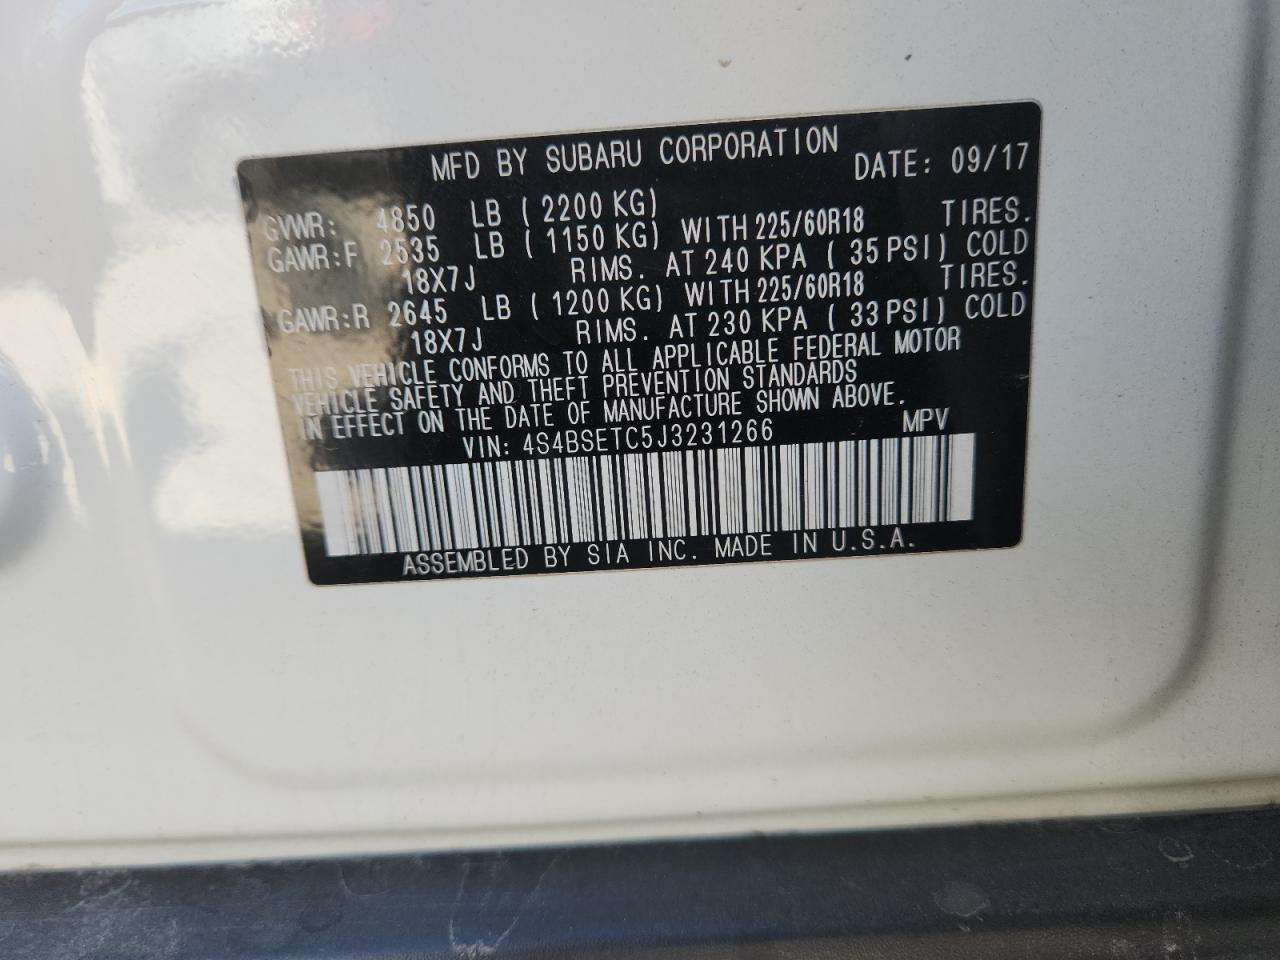 MFD BY SUBARU CORPORATION DATE: 09/17
GVWR: 4850 LB ( 2200 KG)
GAWR:F 2535 LB ( 1150 KG) WITH 225/60R18 TIRES.
18X7J RIMS. AT 240 KPA ( 35 PSI) COLD
GAWR:R 2645 LB ( 1200 KG) WITH 225/60R18 TIRES.
18X7J RIMS. AT 230 KPA ( 33 PSI) COLD
THIS VEHICLE CONFORMS TO ALL APPLICABLE FEDERAL MOTOR
VEHICLE SAFETY AND THEFT PREVENTION STANDARDS
IN EFFECT ON THE DATE OF MANUFACTURE SHOWN ABOVE.
VIN: 4S4BSETC5J3231266 MPV
ASSEMBLED BY SIA INC. MADE IN U.S.A.